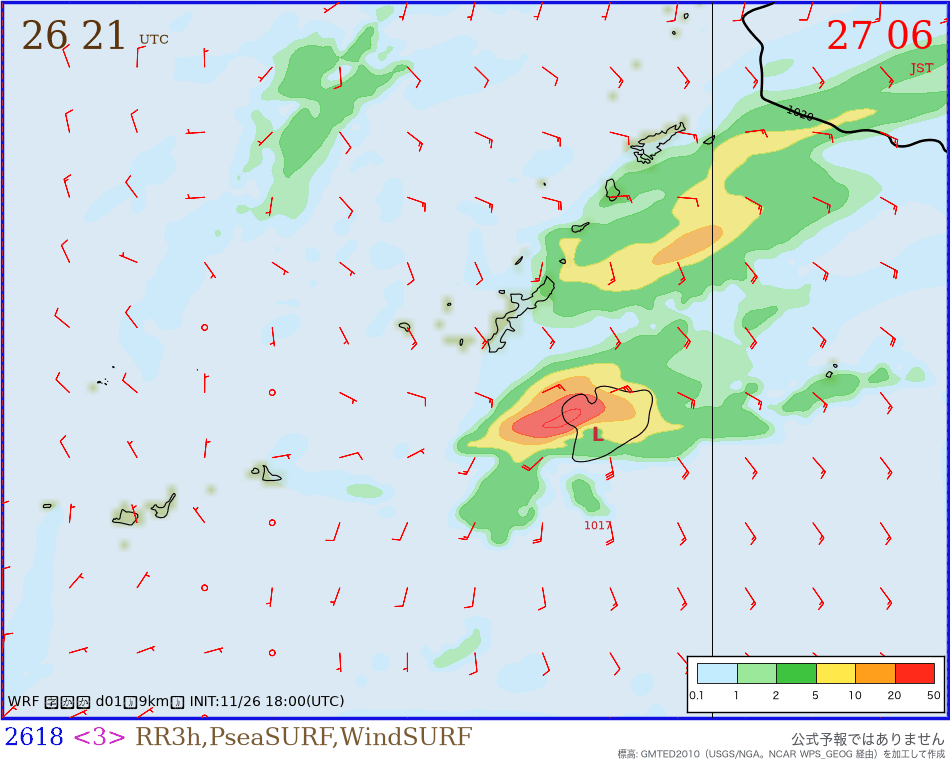 26 21 UTC
27 06
JST
1020
L
1017
WRF d01 9km INIT:11/26 18:00(UTC)
0.1 1 2 5 10 20 50
2618 <3> RR3h,PseaSURF,WindSURF
公式予報ではありません
標高: GMTED2010（USGS/NGA。NCAR WPS_GEOG 経由）を加工して作成